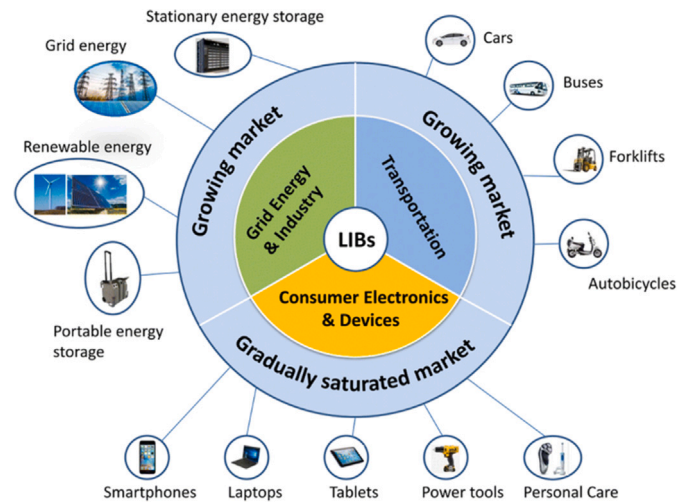 Stationary energy storage
Grid energy
Renewable energy
Portable energy
storage
Cars
Buses
Forklifts
Autobicycles
Growing market
Growing market
Gradually saturated market
Grid Energy
& Industry
Transportation
LIBs
Consumer Electronics
& Devices
Smartphones
Laptops
Tablets
Power tools
Personal Care